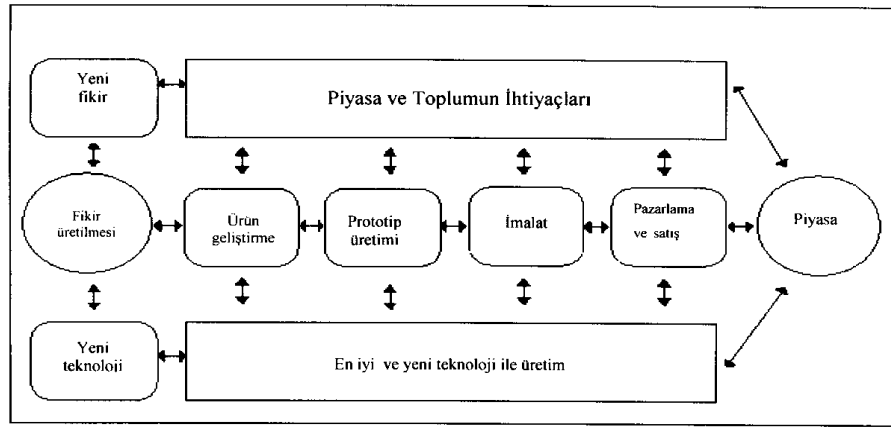 Yeni
fikir
Piyasa ve Toplumun İhtiyaçları
Fikir
üretilmesi
Ürün
geliştirme
Prototip
üretimi
İmalat
Pazarlama
ve satış
Piyasa
Yeni
teknoloji
En iyi ve yeni teknoloji ile üretim